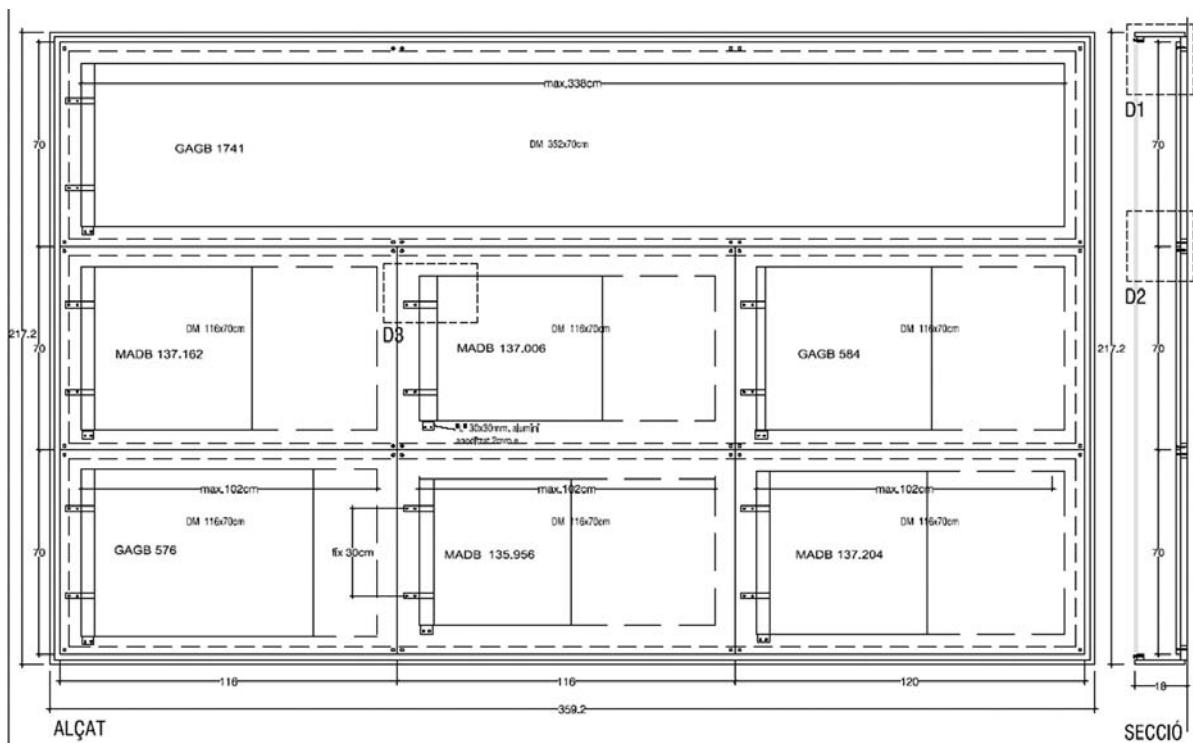 max.338cm
D1
70
GAGB 1741
DM 352x70cm
70
D2
217.2
70
D3
DM 116x70cm
MADB 137.162
DM 116x70cm
MADB 137.006
DM 116x70cm
GAGB 584
217.2
70
"L" 30x30mm. alumini
anoditzat 2mm.e
max.102cm
max.102cm
max.102cm
70
DM 116x70cm
GAGB 576
fix 30cm
DM 116x70cm
MADB 135.956
DM 116x70cm
MADB 137.204
70
116
116
120
18
359.2
ALÇAT
SECCIÓ